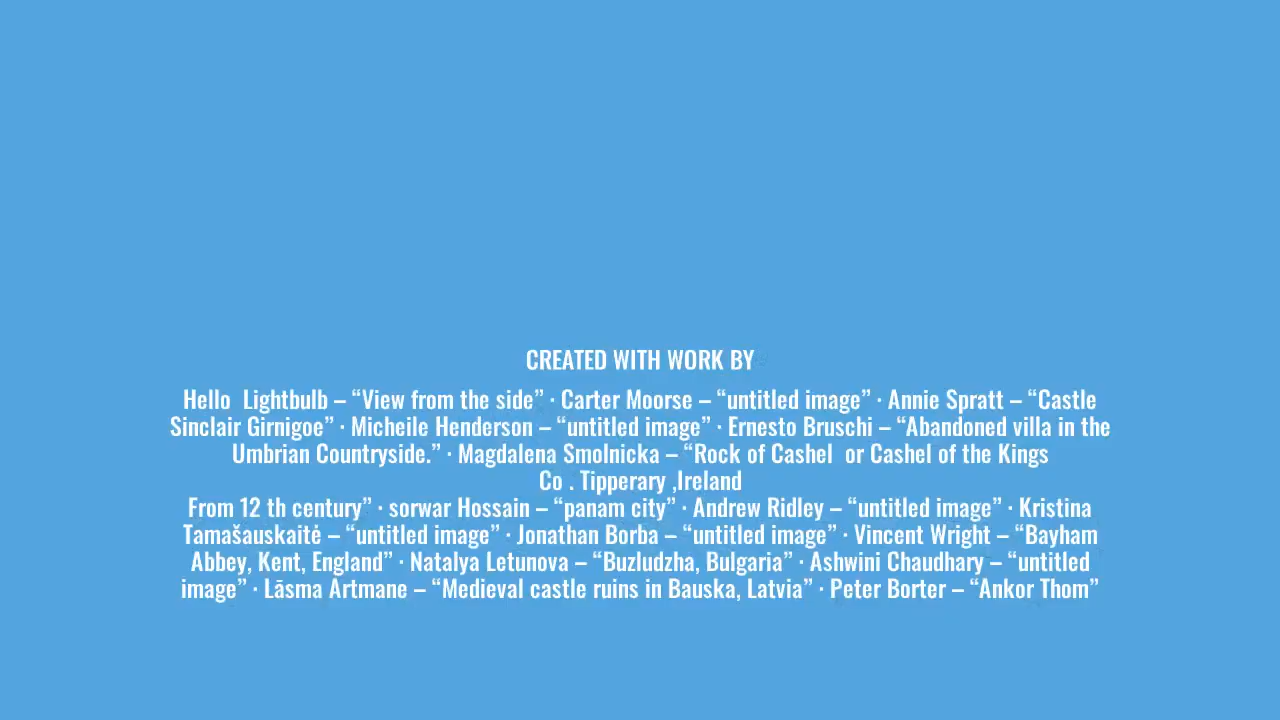 CREATED WITH WORK BY
Hello  Lightbulb – “View from the side” · Carter Moorse – “untitled image” · Annie Spratt – “Castle
Sinclair Girnigoe” · Micheile Henderson – “untitled image” · Ernesto Bruschi – “Abandoned villa in the
Umbrian Countryside.” · Magdalena Smolnicka – “Rock of Cashel  or Cashel of the Kings
Co . Tipperary ,Ireland
From 12 th century” · sorwar Hossain – “panam city” · Andrew Ridley – “untitled image” · Kristina
Tamašauskaitė – “untitled image” · Jonathan Borba – “untitled image” · Vincent Wright – “Bayham
Abbey, Kent, England” · Natalya Letunova – “Buzludzha, Bulgaria” · Ashwini Chaudhary – “untitled
image” · Lāsma Artmane – “Medieval castle ruins in Bauska, Latvia” · Peter Borter – “Ankor Thom”